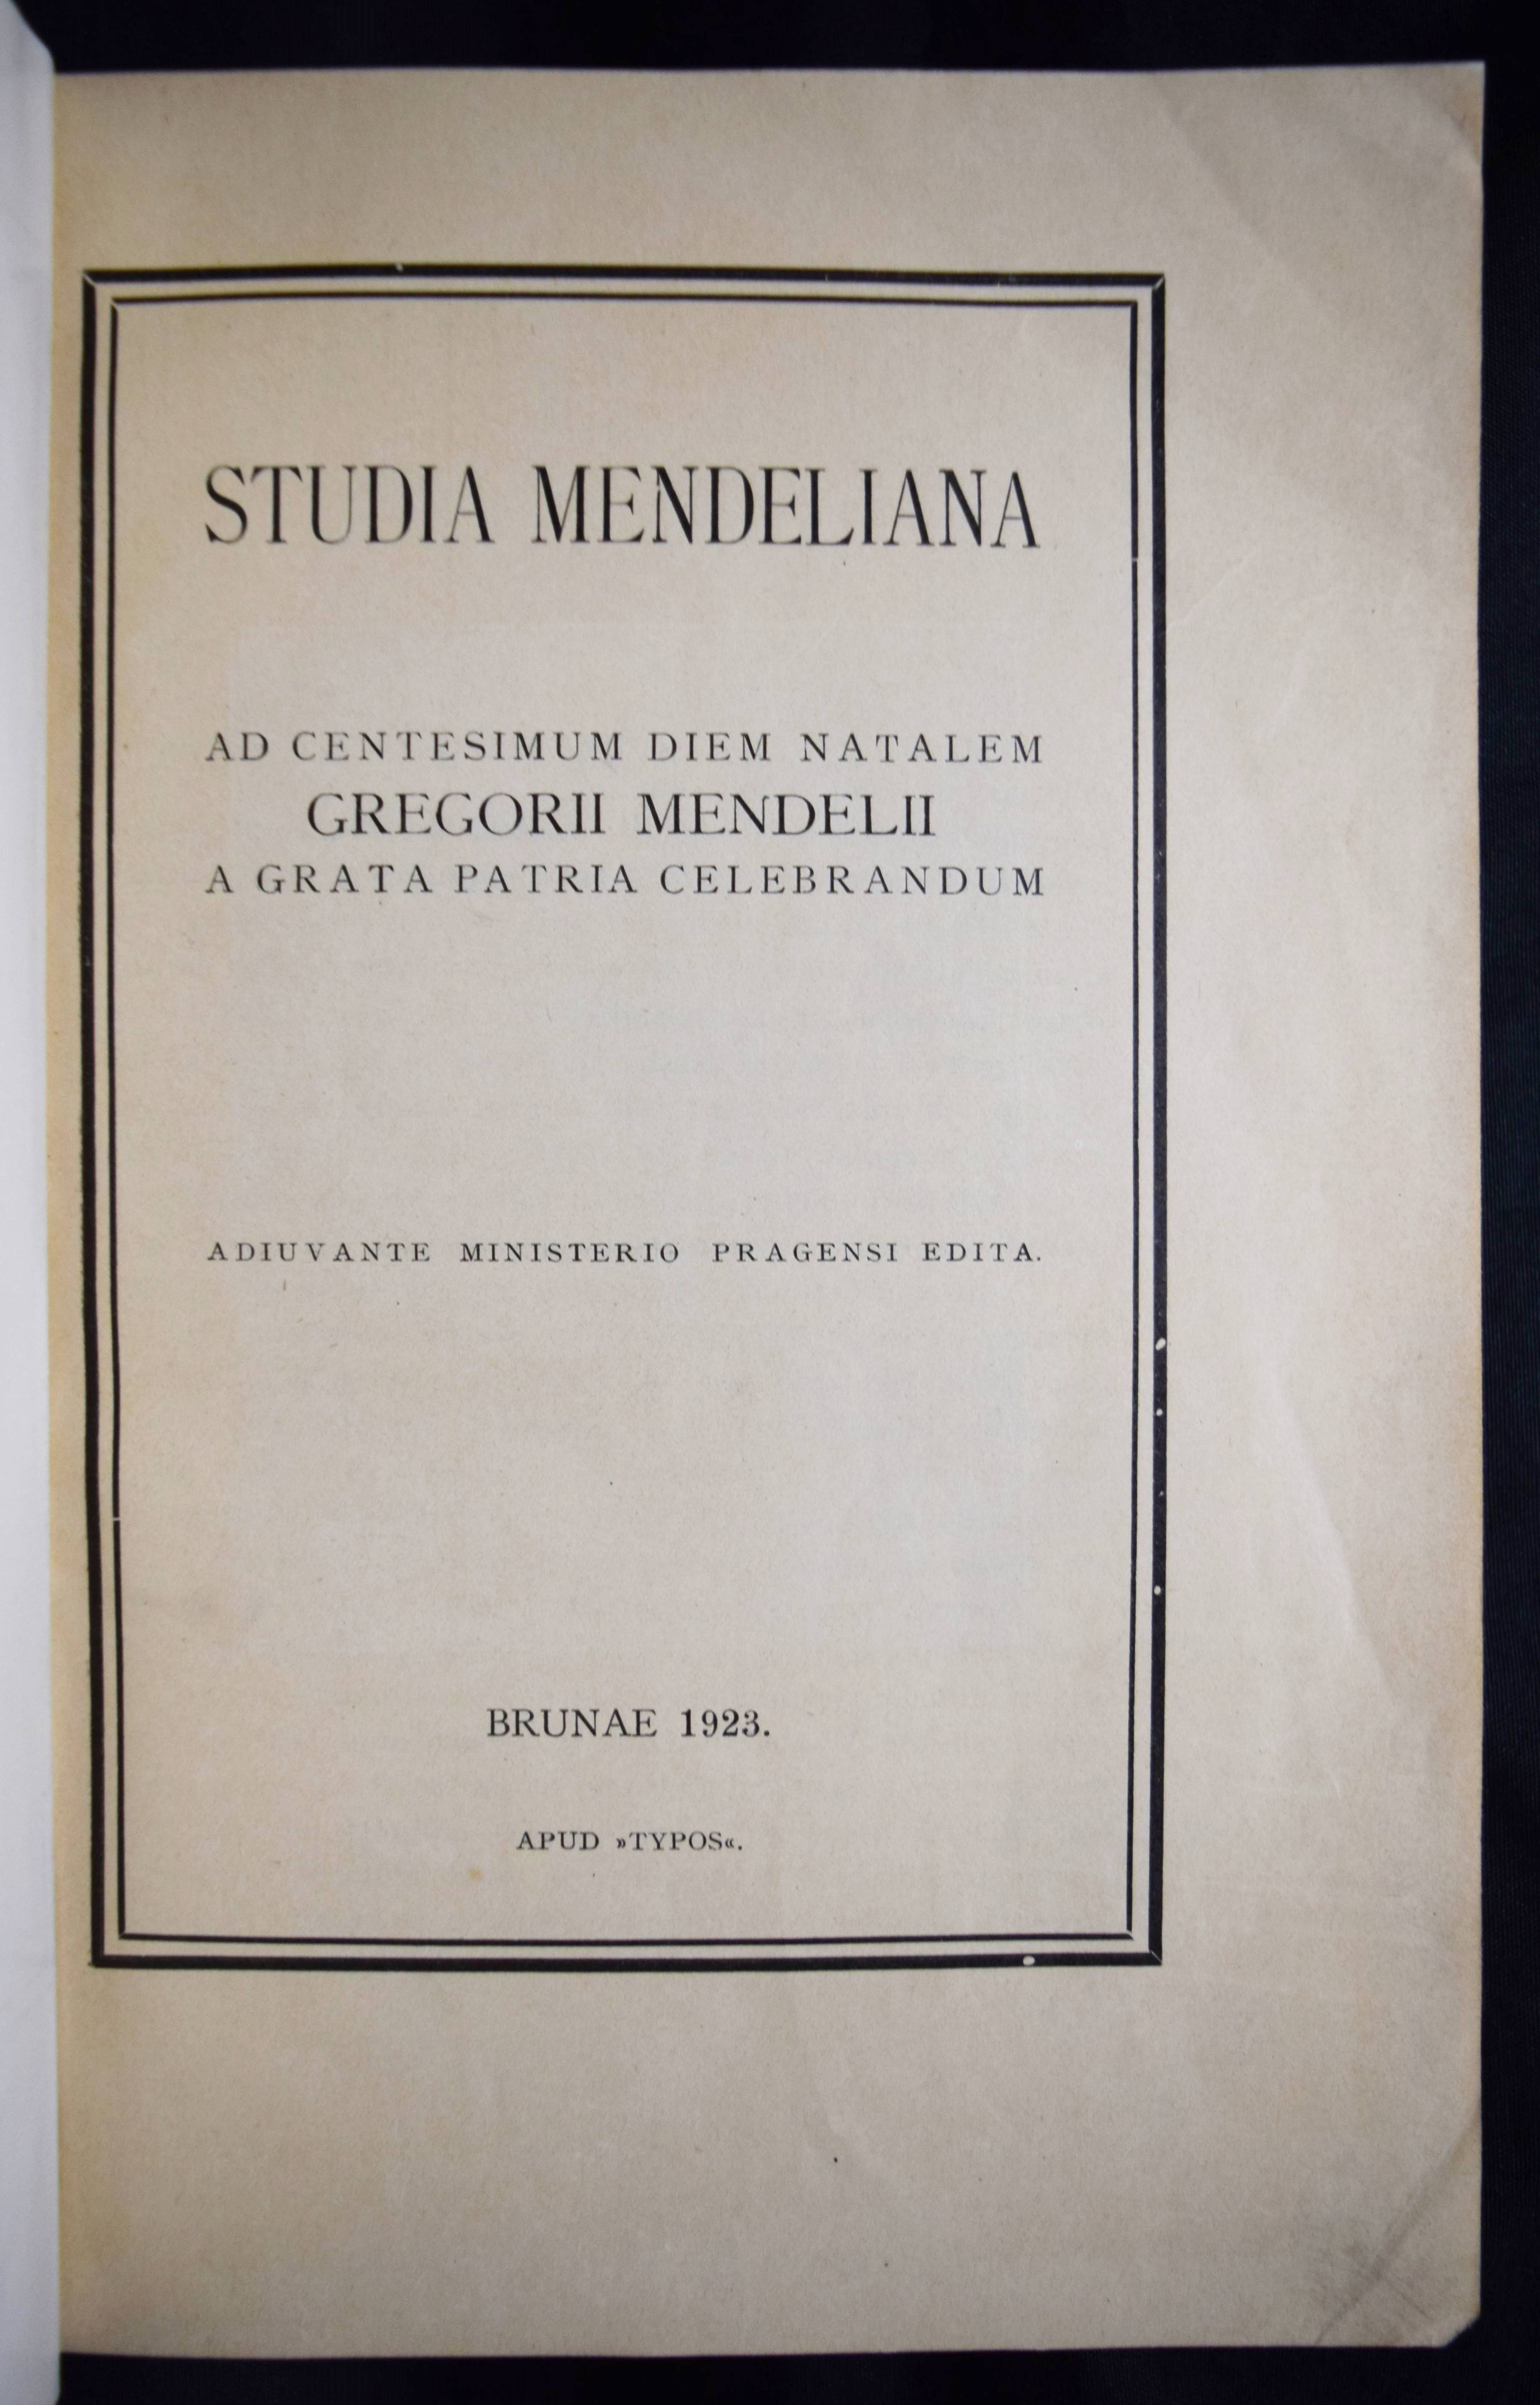 STUDIA MENDELIANA
AD CENTESIMUM DIEM NATALEM
GREGORII MENDELII
A GRATA PATRIA CELEBRANDUM
ADIUVANTE MINISTERIO PRAGENSI EDITA.
BRUNAE 1923.
APUD »TYPOS«.